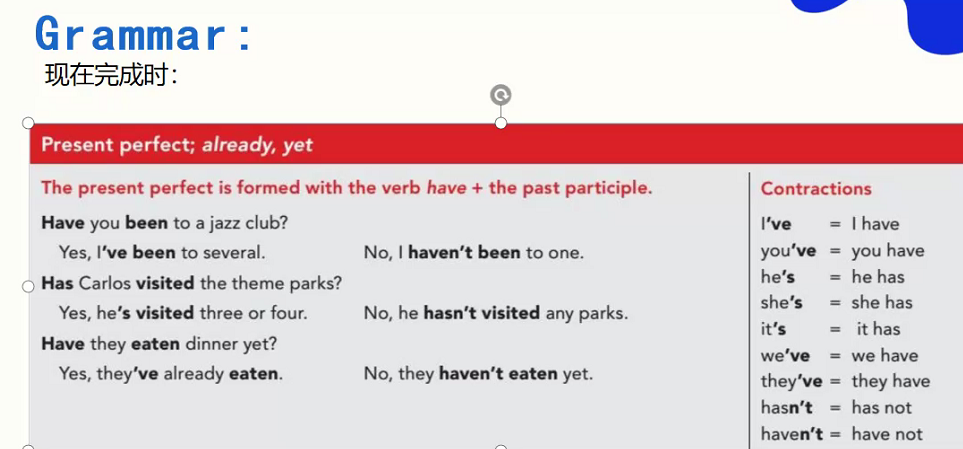 Grammar:
现在完成时:
Present perfect; already, yet
The present perfect is formed with the verb have + the past participle.
Have you been to a jazz club?
Yes, I've been to several. No, I haven't been to one.
Has Carlos visited the theme parks?
Yes, he's visited three or four. No, he hasn't visited any parks.
Have they eaten dinner yet?
Yes, they've already eaten. No, they haven't eaten yet.
Contractions
I've = I have
you've = you have
he's = he has
she's = she has
it's = it has
we've = we have
they've = they have
hasn't = has not
haven't = have not